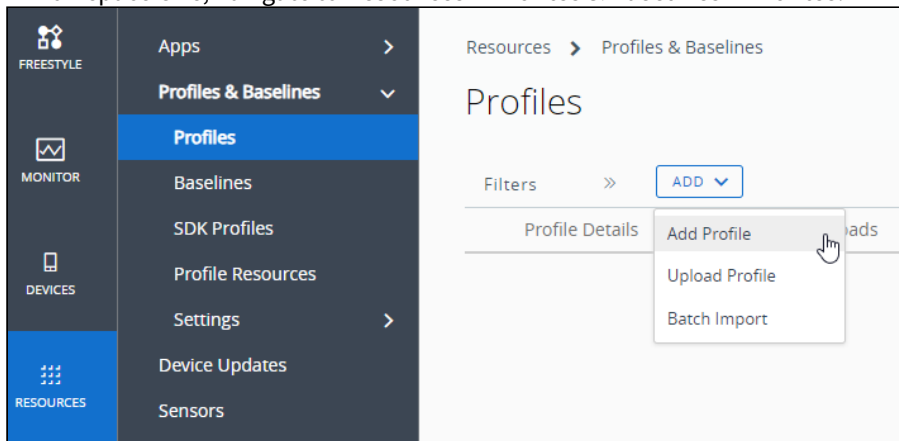 FREESTYLE
MONITOR
DEVICES
RESOURCES
Apps
Profiles & Baselines
Profiles
Baselines
SDK Profiles
Profile Resources
Settings
Device Updates
Sensors
Resources > Profiles & Baselines
Profiles
Filters » ADD
Profile Details
Add Profile
Upload Profile
Batch Import